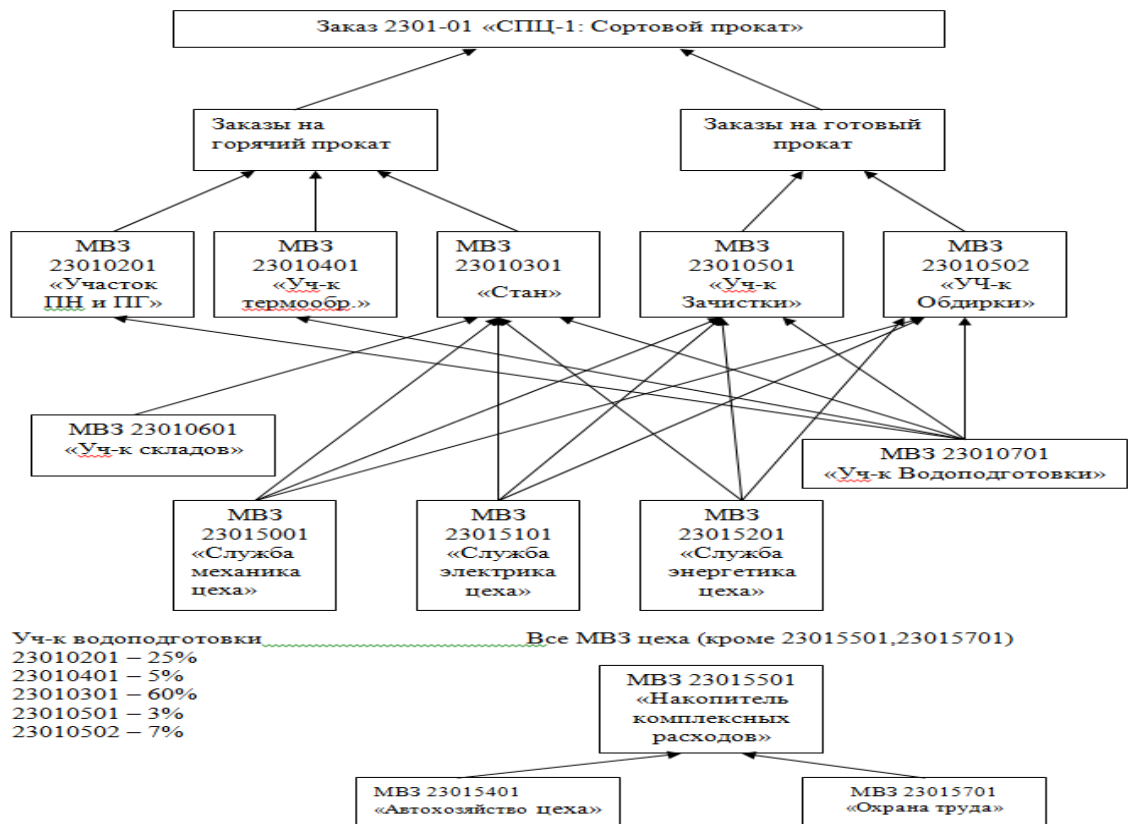 Заказ 2301-01 «СПЦ-1: Сортовой прокат»
Заказы на
горячий прокат
Заказы на готовый
прокат
МВЗ
23010201
«Участок
ПН и ПГ»
МВЗ
23010401
«Уч-к
термообр.»
МВЗ
23010301
«Стан»
МВЗ
23010501
«Уч-к
Зачистки»
МВЗ
23010502
«УЧ-к
Обдирки»
МВЗ 23010601
«Уч-к складов»
МВЗ 23010701
«Уч-к Водоподготовки»
МВЗ
23015001
«Служба
механика
цеха»
МВЗ
23015101
«Служба
электрика
цеха»
МВЗ
23015201
«Служба
энергетика
цеха»
Уч-к водоподготовки Все МВЗ цеха (кроме 23015501,23015701)
23010201 – 25%
23010401 – 5%
23010301 – 60%
23010501 – 3%
23010502 – 7%
МВЗ 23015501
«Накопитель
комплексных
расходов»
МВЗ 23015401
«Автохозяйство цеха»
МВЗ 23015701
«Охрана труда»